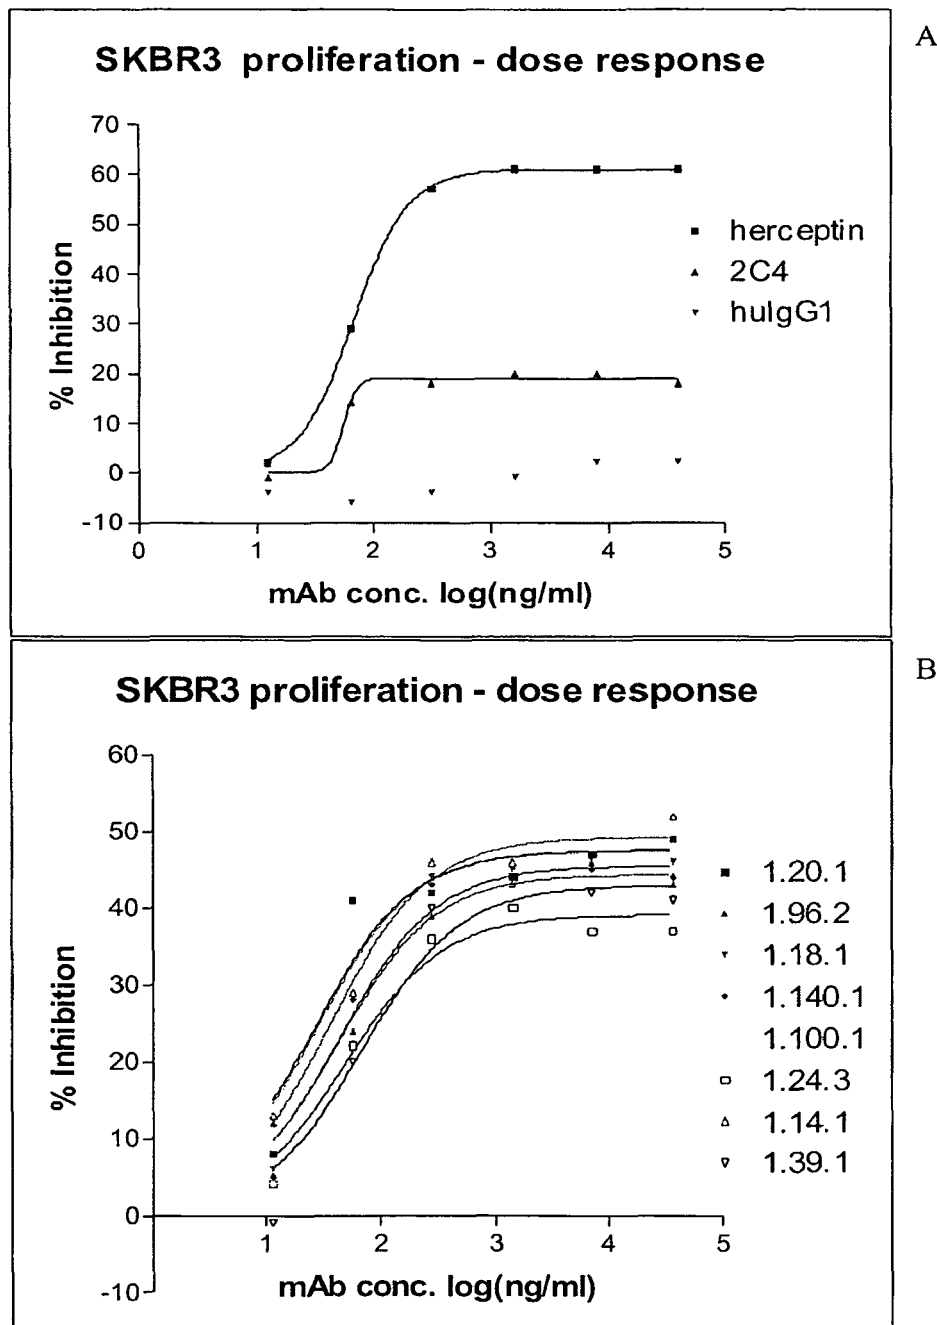 A
SKBR3 proliferation - dose response
70
60
50
40
30
20
10
0
-10
% Inhibition
0 1 2 3 4 5
mAb conc. log(ng/ml)
herceptin
2C4
huIgG1
B
SKBR3 proliferation - dose response
60
50
40
30
20
10
0
-10
% Inhibition
1 2 3 4 5
mAb conc. log(ng/ml)
1.20.1
1.96.2
1.18.1
1.140.1
1.100.1
1.24.3
1.14.1
1.39.1